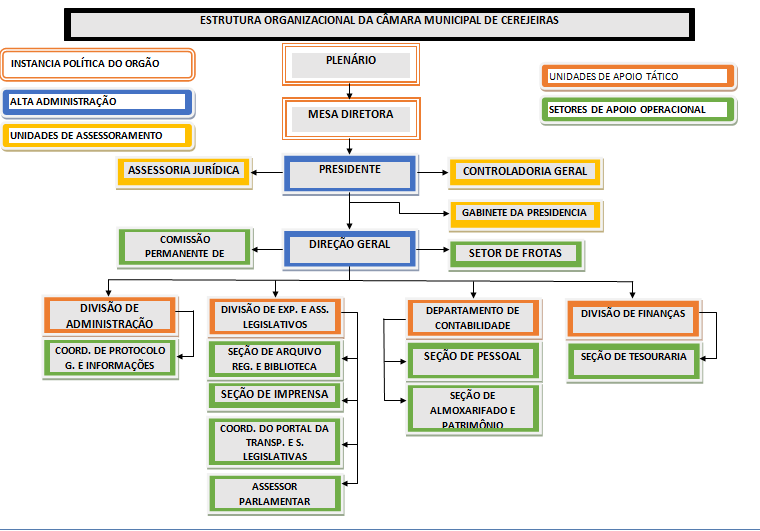 ESTRUTURA ORGANIZACIONAL DA CÂMARA MUNICIPAL DE CEREJEIRAS
INSTANCIA POLÍTICA DO ORGÃO
ALTA ADMINISTRAÇÃO
UNIDADES DE ASSESSORAMENTO
PLENÁRIO
MESA DIRETORA
UNIDADES DE APOIO TÁTICO
SETORES DE APOIO OPERACIONAL
ASSESSORIA JURÍDICA
PRESIDENTE
CONTROLADORIA GERAL
GABINETE DA PRESIDENCIA
COMISSÃO
PERMANENTE DE
DIREÇÃO GERAL
SETOR DE FROTAS
DIVISÃO DE
ADMINISTRAÇÃO
COORD. DE PROTOCOLO
G. E INFORMAÇÕES
DIVISÃO DE EXP. E ASS.
LEGISLATIVOS
SEÇÃO DE ARQUIVO
REG. E BIBLIOTECA
SEÇÃO DE IMPRENSA
COORD. DO PORTAL DA
TRANSP. E S.
LEGISLATIVAS
ASSESSOR
PARLAMENTAR
DEPARTAMENTO DE
CONTABILIDADE
SEÇÃO DE PESSOAL
SEÇÃO DE
ALMOXARIFADO E
PATRIMÔNIO
DIVISÃO DE FINANÇAS
SEÇÃO DE TESOURARIA